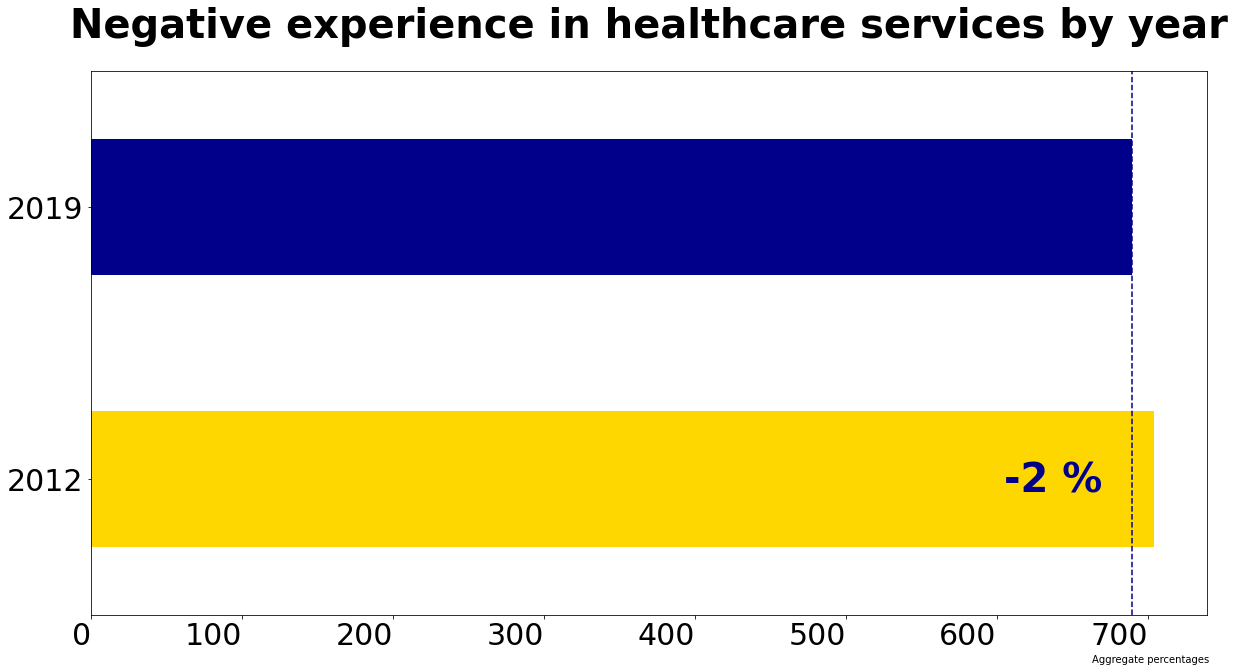 Negative experience in healthcare services by year
2019
2012
-2 %
0 100 200 300 400 500 600 700
Aggregate percentages